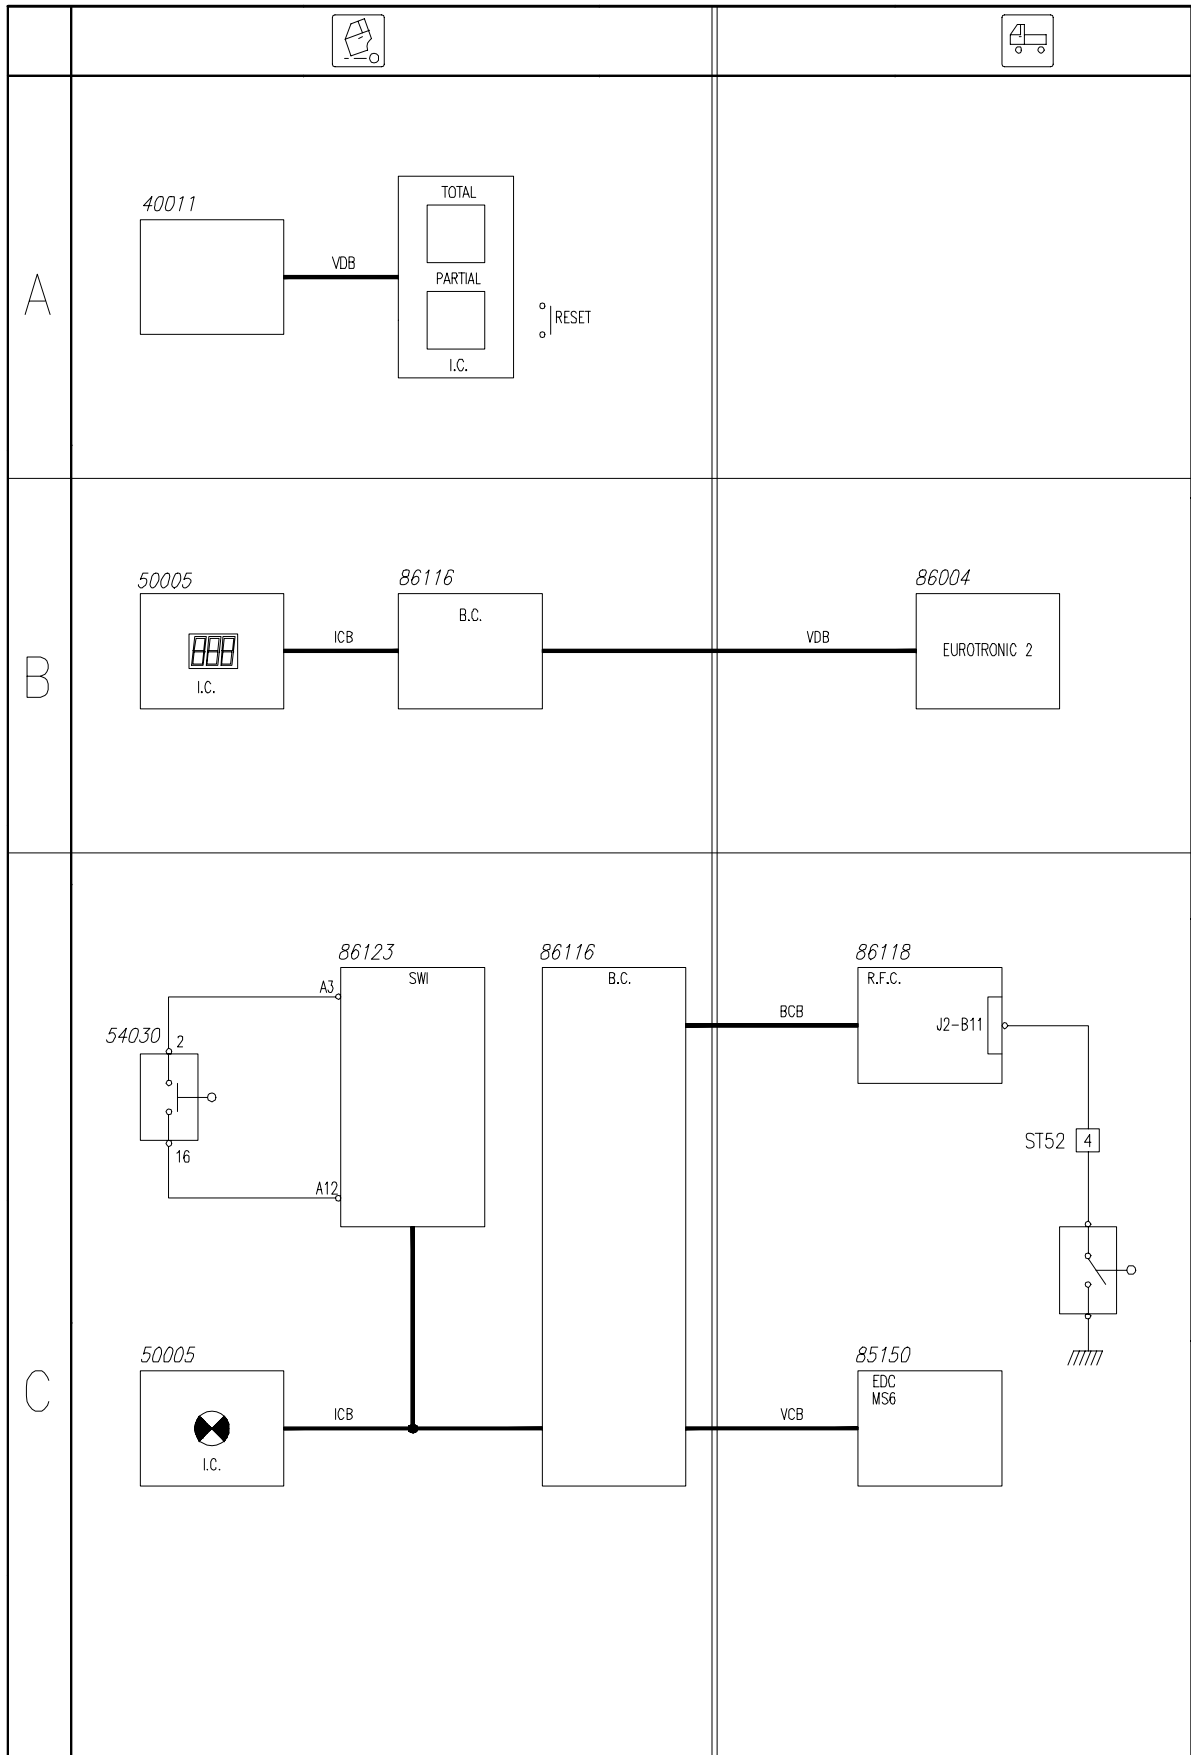 A
40011
VDB
TOTAL
PARTIAL
I.C.
RESET
B
50005
I.C.
ICB
86116
B.C.
VDB
86004
EUROTRONIC 2
C
54030
2
16
A3
A12
86123
SWI
86116
B.C.
BCB
86118
R.F.C.
J2-B11
ST52 4
50005
I.C.
ICB
VCB
85150
EDC
MS6